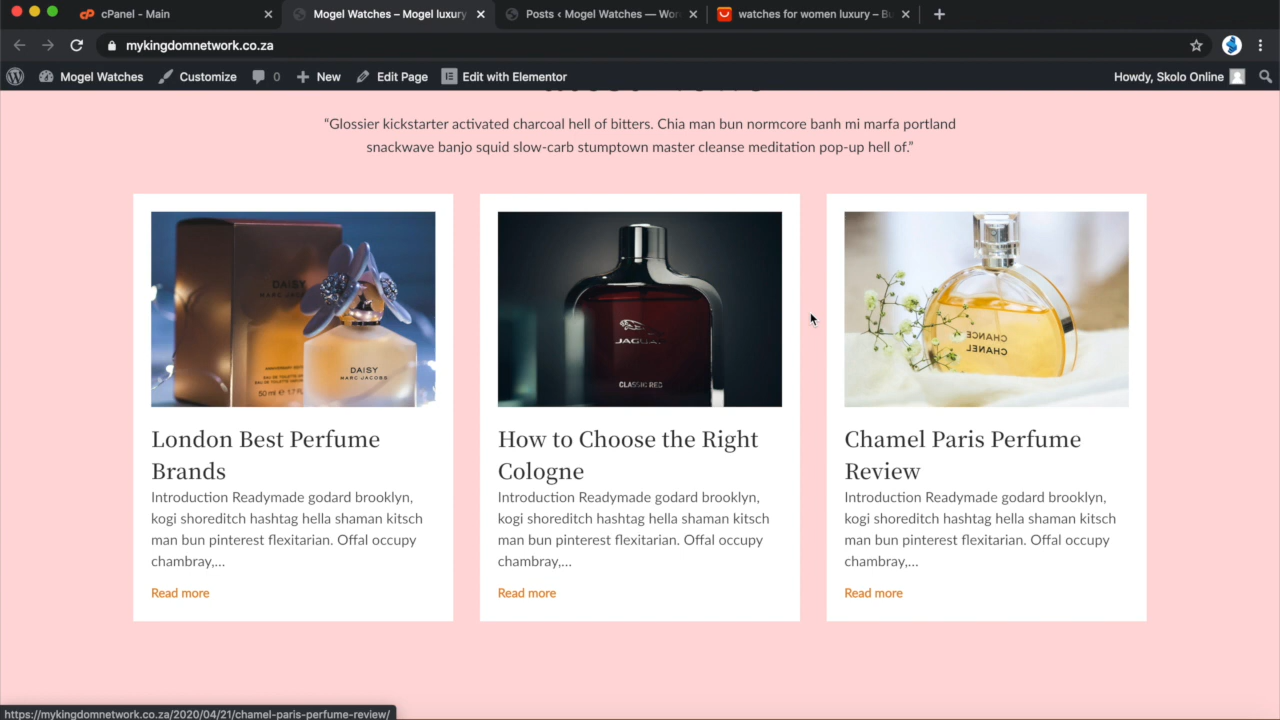 cPanel - Main
Mogel Watches – Mogel luxury
Posts ‹ Mogel Watches — Wor
watches for women luxury – Bu
mykingdomnetwork.co.za
Mogel Watches
Customize
0
New
Edit Page
Edit with Elementor
Howdy, Skolo Online
“Glossier kickstarter activated charcoal hell of bitters. Chia man bun normcore banh mi marfa portland
snackwave banjo squid slow-carb stumptown master cleanse meditation pop-up hell of.”
DAISY
MARC JACOBS
50 ml
DAISY
MARC JACOBS
JAGUAR
CLASSIC RED
CHANCE
CHANEL
London Best Perfume
Brands
Introduction Readymade godard brooklyn,
kogi shoreditch hashtag hella shaman kitsch
man bun pinterest flexitarian. Offal occupy
chambray,...
Read more
How to Choose the Right
Cologne
Introduction Readymade godard brooklyn,
kogi shoreditch hashtag hella shaman kitsch
man bun pinterest flexitarian. Offal occupy
chambray,...
Read more
Chamel Paris Perfume
Review
Introduction Readymade godard brooklyn,
kogi shoreditch hashtag hella shaman kitsch
man bun pinterest flexitarian. Offal occupy
chambray,...
Read more
https://mykingdomnetwork.co.za/2020/04/21/chamel-paris-perfume-review/